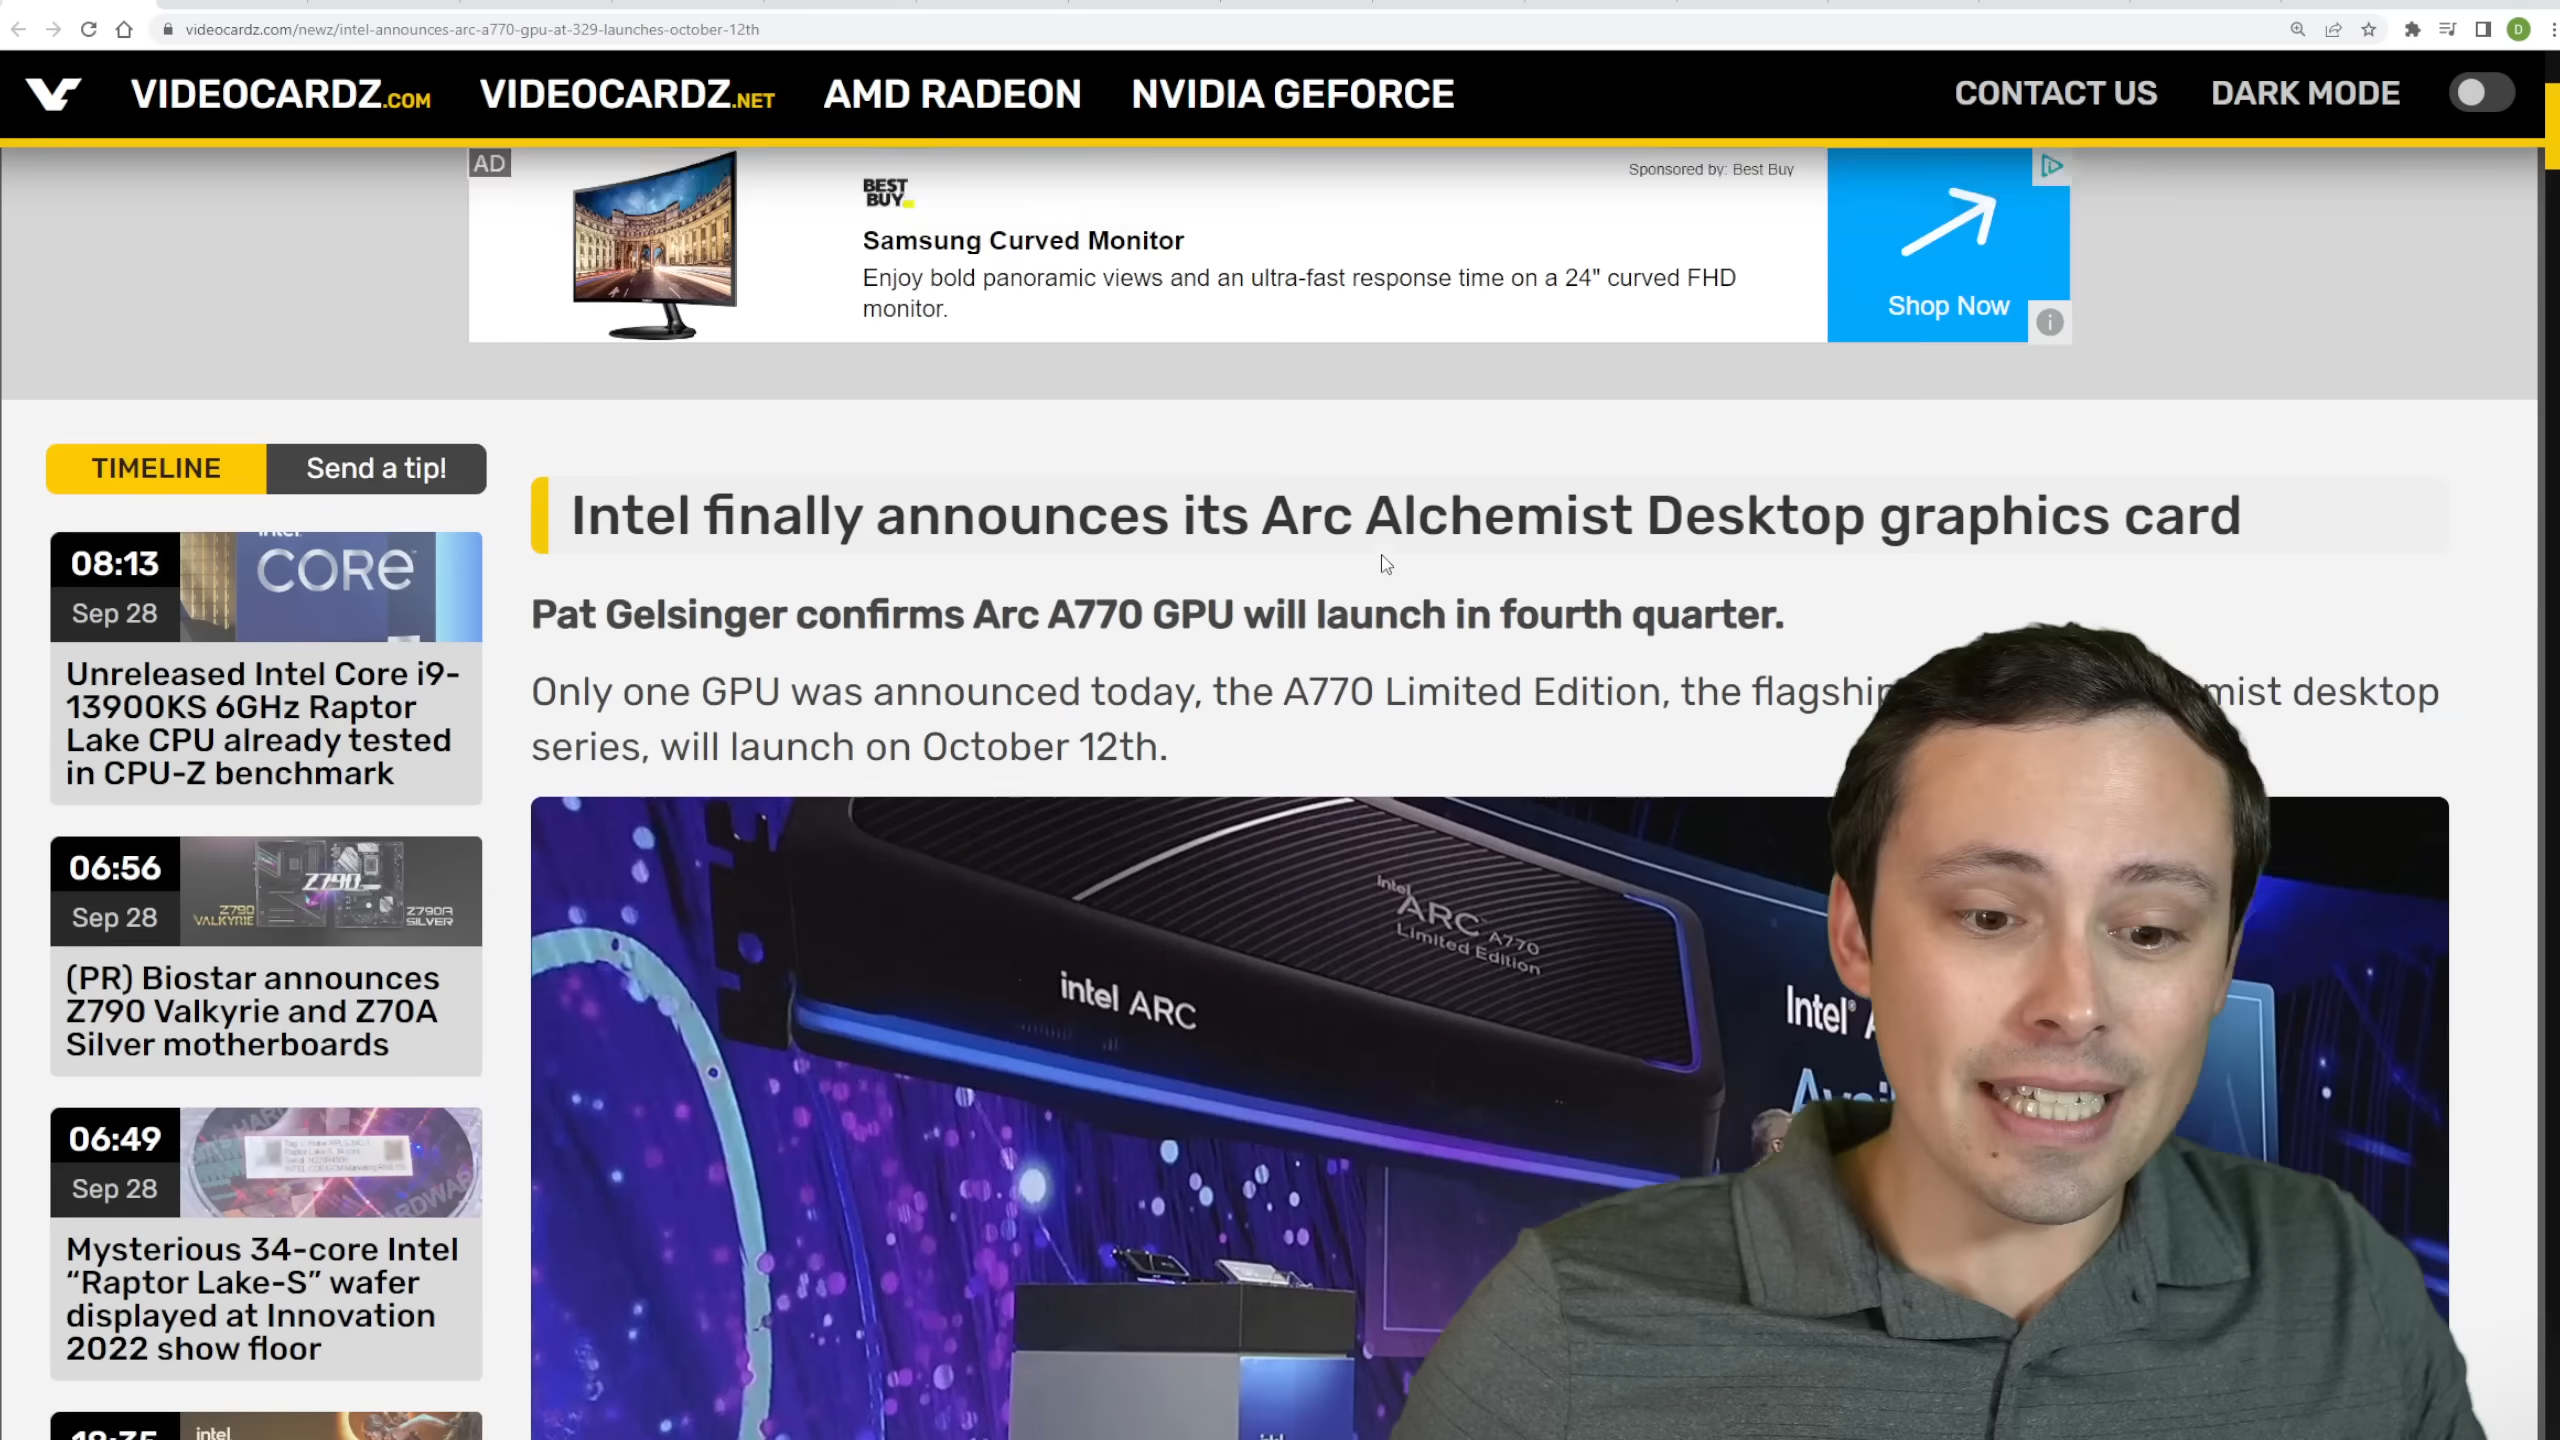 videocardz.com/newz/intel-announces-arc-a770-gpu-at-329-launches-october-12th
D
VIDEOCARDZ.COM VIDEOCARDZ.NET AMD RADEON NVIDIA GEFORCE CONTACT US DARK MODE
AD
BEST
BUY
Sponsored by: Best Buy
Samsung Curved Monitor
Enjoy bold panoramic views and an ultra-fast response time on a 24" curved FHD
monitor.
Shop Now
TIMELINE Send a tip!
08:13
Sep 28
intel
CORE
Unreleased Intel Core i9-
13900KS 6GHz Raptor
Lake CPU already tested
in CPU-Z benchmark
06:56
Sep 28
Z790
Z790
VALKYRIE
Z790A
SILVER
(PR) Biostar announces
Z790 Valkyrie and Z70A
Silver motherboards
06:49
Sep 28
Mysterious 34-core Intel
“Raptor Lake-S” wafer
displayed at Innovation
2022 show floor
18:35
intel
Intel finally announces its Arc Alchemist Desktop graphics card
Pat Gelsinger confirms Arc A770 GPU will launch in fourth quarter.
Only one GPU was announced today, the A770 Limited Edition, the flagship mist desktop
series, will launch on October 12th.
intel
ARC A770
Limited Edition
intel ARC
Intel®